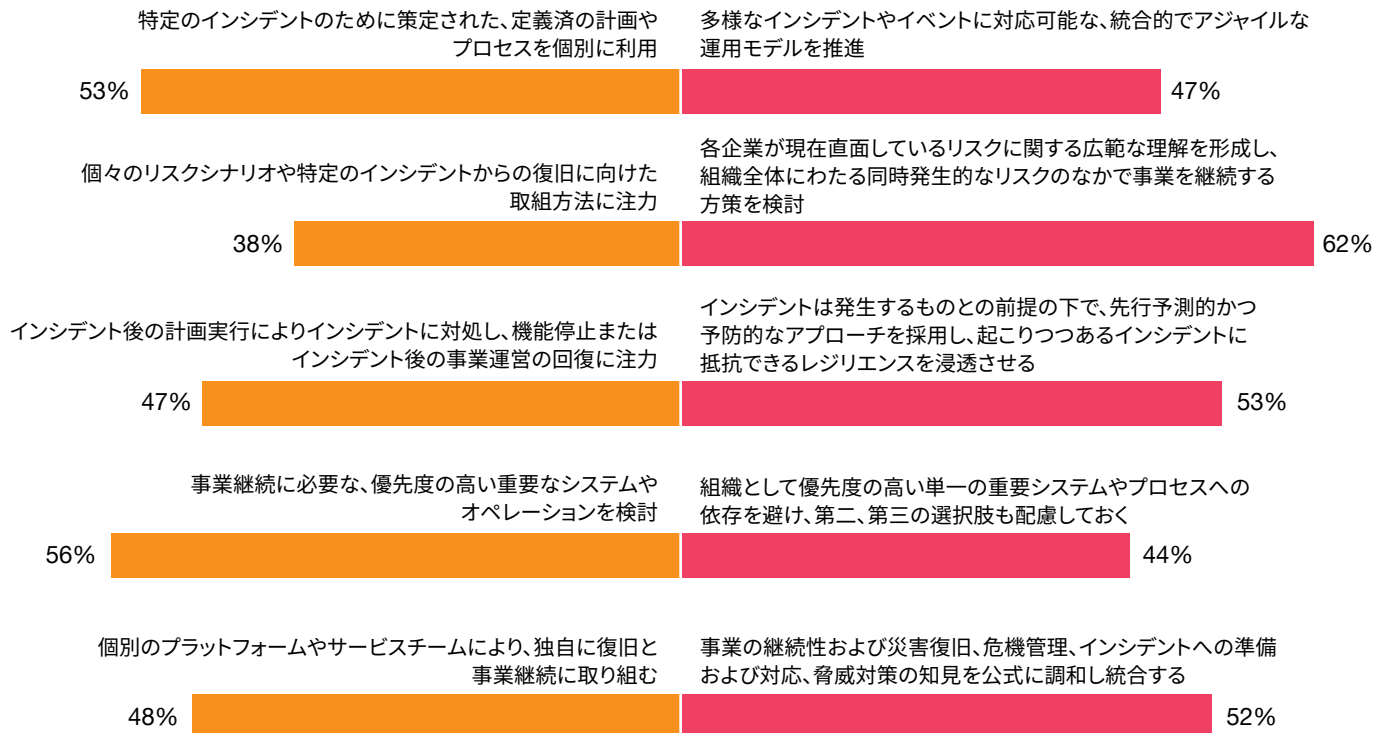 特定のインシデントのために策定された、定義済の計画や
プロセスを個別に利用
多様なインシデントやイベントに対応可能な、統合的でアジャイルな
運用モデルを推進
53%
47%
個々のリスクシナリオや特定のインシデントからの復旧に向けた
取組方法に注力
各企業が現在直面しているリスクに関する広範な理解を形成し、
組織全体にわたる同時発生的なリスクのなかで事業を継続する
方策を検討
38%
62%
インシデント後の計画実行によりインシデントに対処し、機能停止または
インシデント後の事業運営の回復に注力
インシデントは発生するものとの前提の下で、先行予測的かつ
予防的なアプローチを採用し、起こりつつあるインシデントに
抵抗できるレジリエンスを浸透させる
47%
53%
事業継続に必要な、優先度の高い重要なシステムや
オペレーションを検討
組織として優先度の高い単一の重要システムやプロセスへの
依存を避け、第二、第三の選択肢も配慮しておく
56%
44%
個別のプラットフォームやサービスチームにより、独自に復旧と
事業継続に取り組む
事業の継続性および災害復旧、危機管理、インシデントへの準備
および対応、脅威対策の知見を公式に調和し統合する
48%
52%